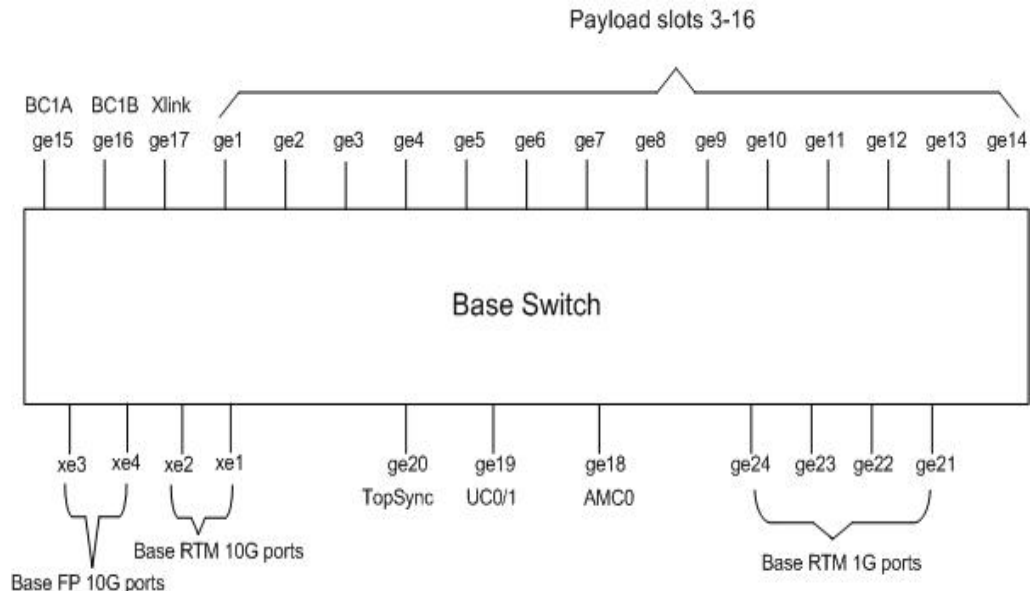 Payload slots 3-16
BC1A BC1B Xlink
ge15 ge16 ge17 ge1 ge2 ge3 ge4 ge5 ge6 ge7 ge8 ge9 ge10 ge11 ge12 ge13 ge14
Base Switch
xe3 xe4 xe2 xe1 ge20 ge19 ge18 ge24 ge23 ge22 ge21
TopSync UC0/1 AMC0
Base RTM 10G ports
Base RTM 1G ports
Base FP 10G ports